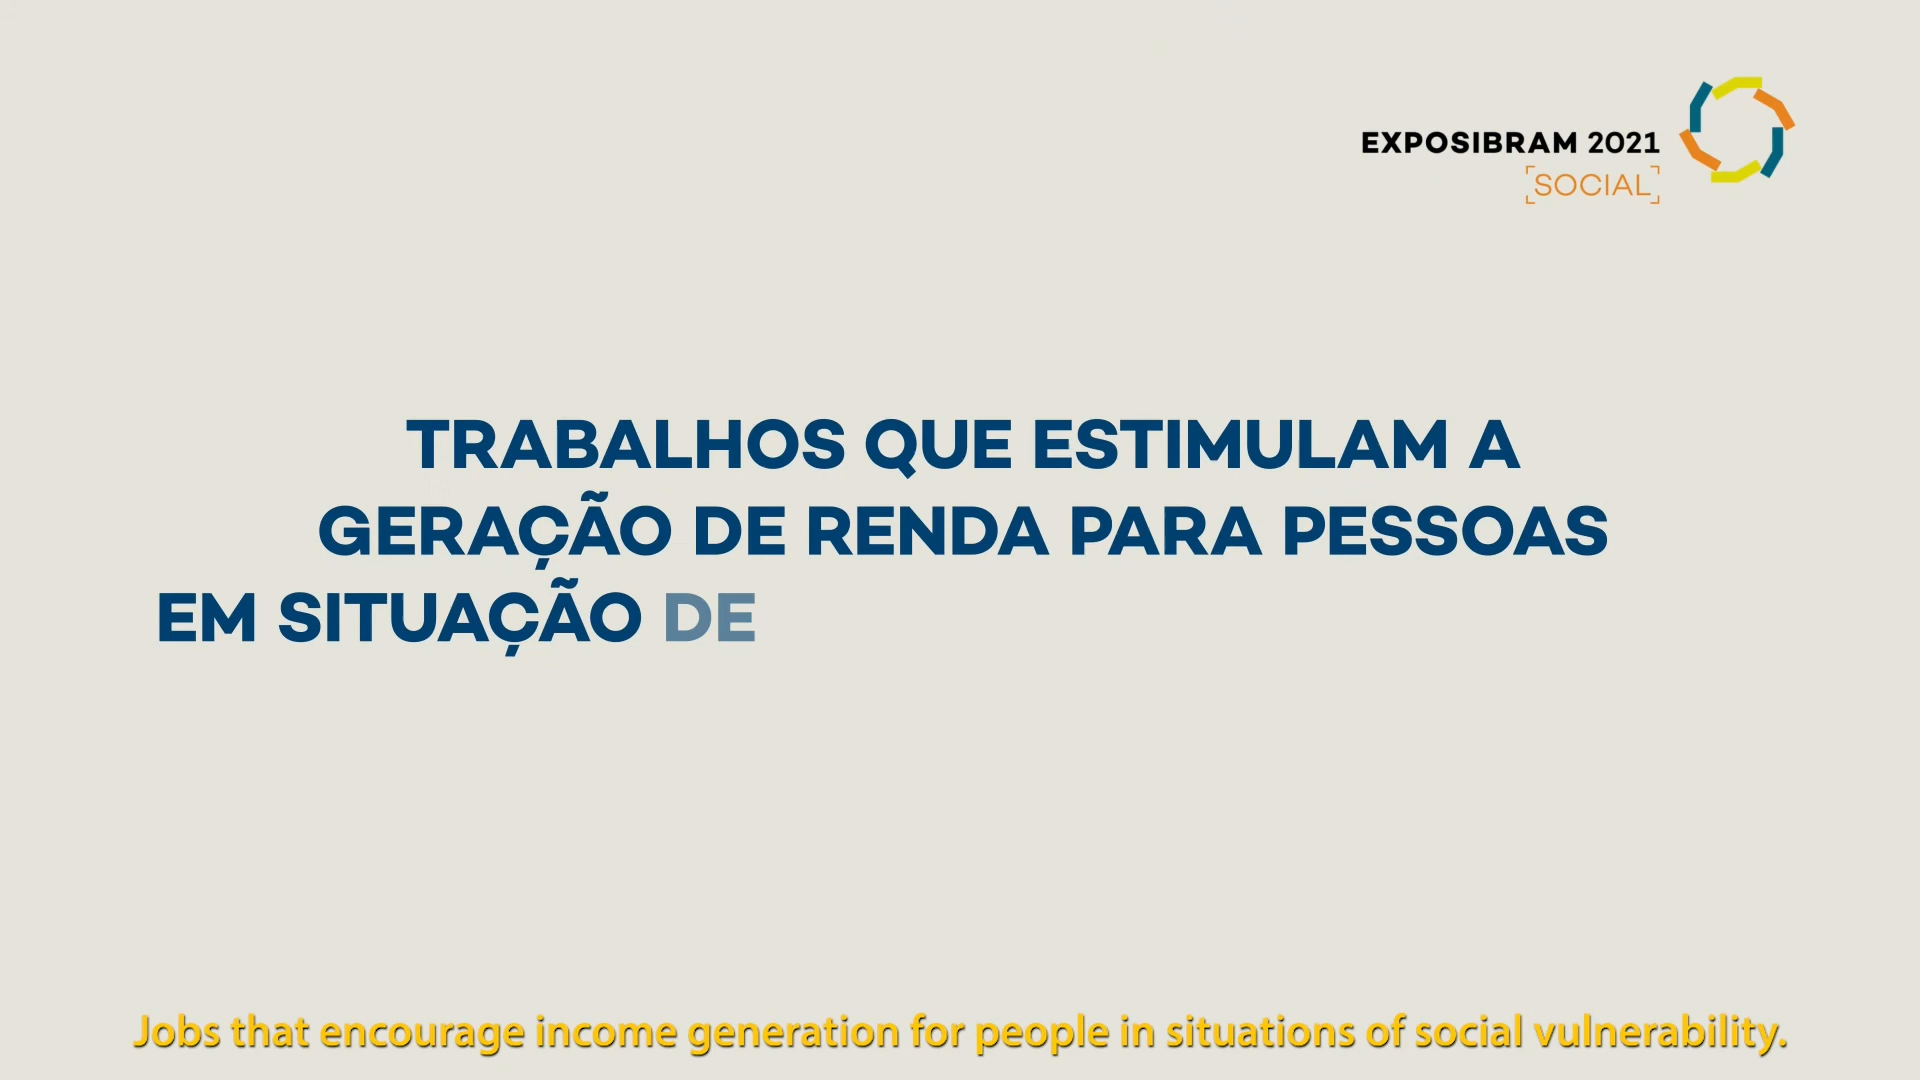 EXPOSIBRAM 2021
[SOCIAL]
TRABALHOS QUE ESTIMULAM A
GERAÇÃO DE RENDA PARA PESSOAS
EM SITUAÇÃO DE
Jobs that encourage income generation for people in situations of social vulnerability.